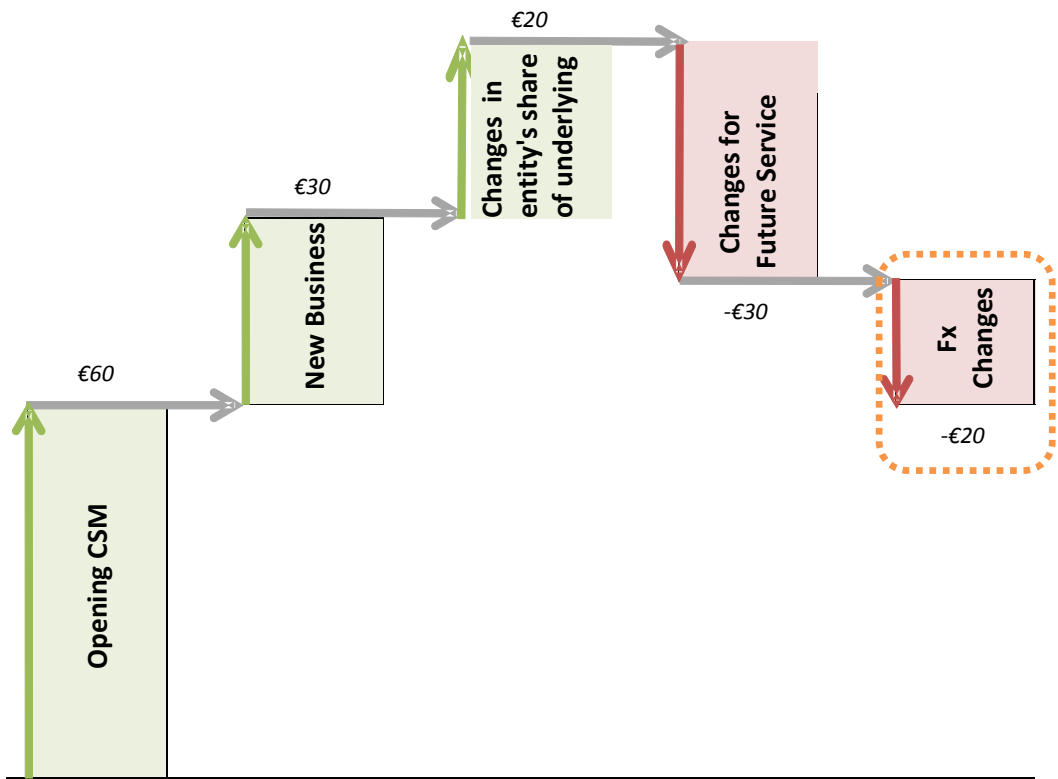 €20
Changes in
entity's share
of underlying
Changes for
Future Service
€30
New Business
-€30
Fx
Changes
€60
-€20
Opening CSM